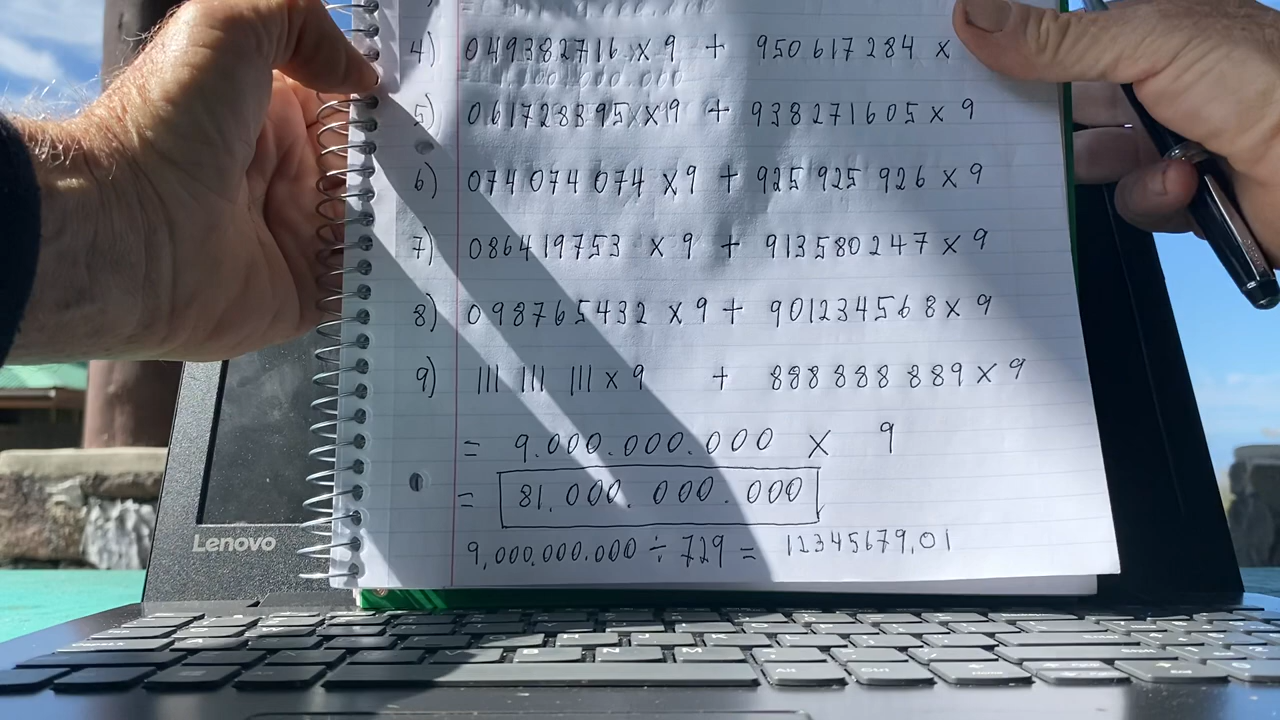 4) 049382716 x 9 + 950617284 x
5) 061728395 x 9 + 938271605 x 9
6) 074 074 074 x 9 + 925 925 926 x 9
7) 086419753 x 9 + 913580247 x 9
8) 098765432 x 9 + 901234568 x 9
9) 111 111 111 x 9 + 888 888 889 x 9
= 9.000.000.000 x 9
= 81.000.000.000
9,000,000.000 ÷ 729 = 12345679,01
Lenovo